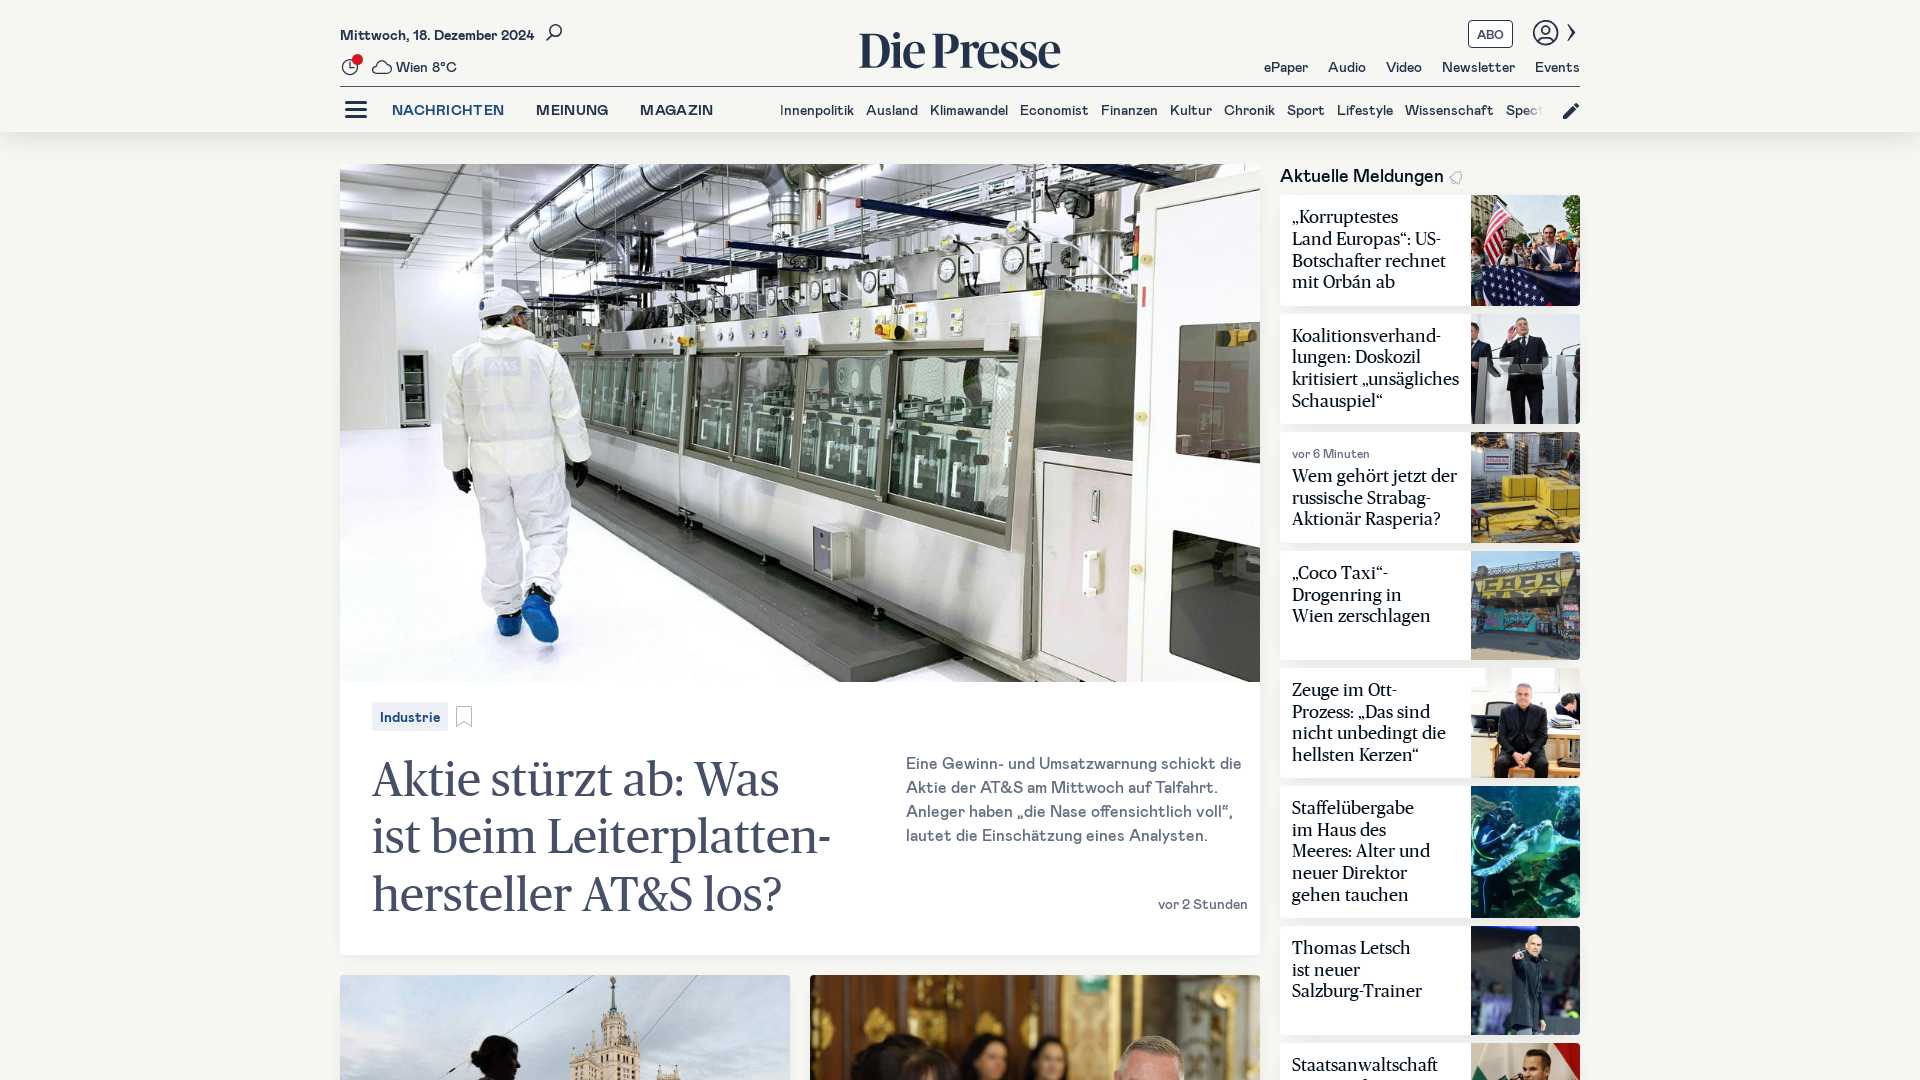 Mittwoch, 18. Dezember 2024
Wien 8°C
Die Presse
ABO
ePaper Audio Video Newsletter Events
NACHRICHTEN MEINUNG MAGAZIN
Innenpolitik Ausland Klimawandel Economist Finanzen Kultur Chronik Sport Lifestyle Wissenschaft
Industrie
Aktie stürzt ab: Was
ist beim Leiterplatten-
hersteller AT&S los?
Eine Gewinn- und Umsatzwarnung schickt die
Aktie der AT&S am Mittwoch auf Talfahrt.
Anleger haben „die Nase offensichtlich voll“,
lautet die Einschätzung eines Analysten.
vor 2 Stunden
Aktuelle Meldungen
„Korruptestes
Land Europas“: US-
Botschafter rechnet
mit Orbán ab
Koalitionsverhand-
lungen: Doskozil
kritisiert „unsägliches
Schauspiel“
vor 6 Minuten
Wem gehört jetzt der
russische Strabag-
Aktionär Rasperia?
„Coco Taxi“-
Drogenring in
Wien zerschlagen
Zeuge im Ott-
Prozess: „Das sind
nicht unbedingt die
hellsten Kerzen“
Staffelübergabe
im Haus des
Meeres: Alter und
neuer Direktor
gehen tauchen
Thomas Letsch
ist neuer
Salzburg-Trainer
Staatsanwaltschaft